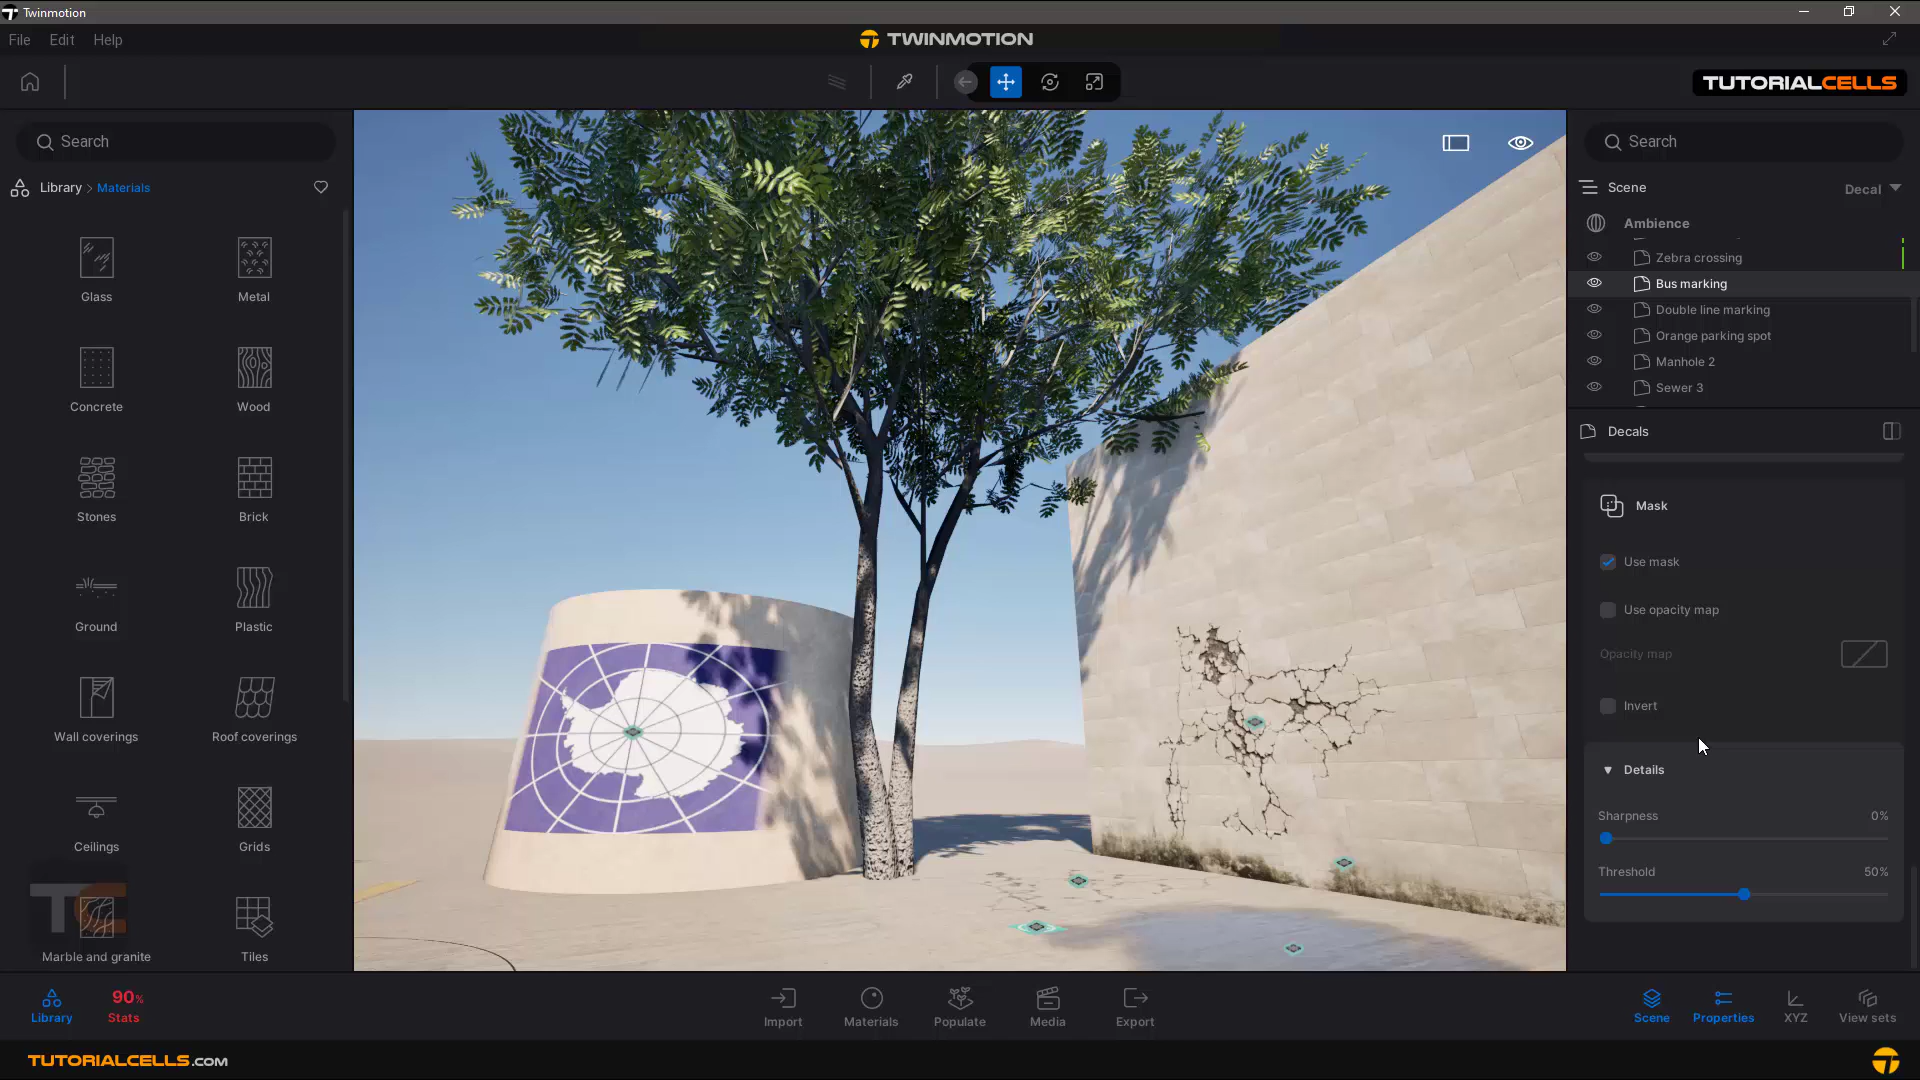 Twinmotion
File Edit Help
TWINMOTION
TUTORIALCELLS
Search
Library > Materials
Glass
Metal
Concrete
Wood
Stones
Brick
Ground
Plastic
Wall coverings
Roof coverings
Ceilings
Grids
TC
Marble and granite
Tiles
Search
Scene
Decal
Ambience
Zebra crossing
Bus marking
Double line marking
Orange parking spot
Manhole 2
Sewer 3
Decals
Mask
Use mask
Use opacity map
Opacity map
Invert
Details
Sharpness 0%
Threshold 50%
Library
90%
Stats
Import
Materials
Populate
Media
Export
Scene
Properties
XYZ
View sets
TUTORIALCELLS.COM